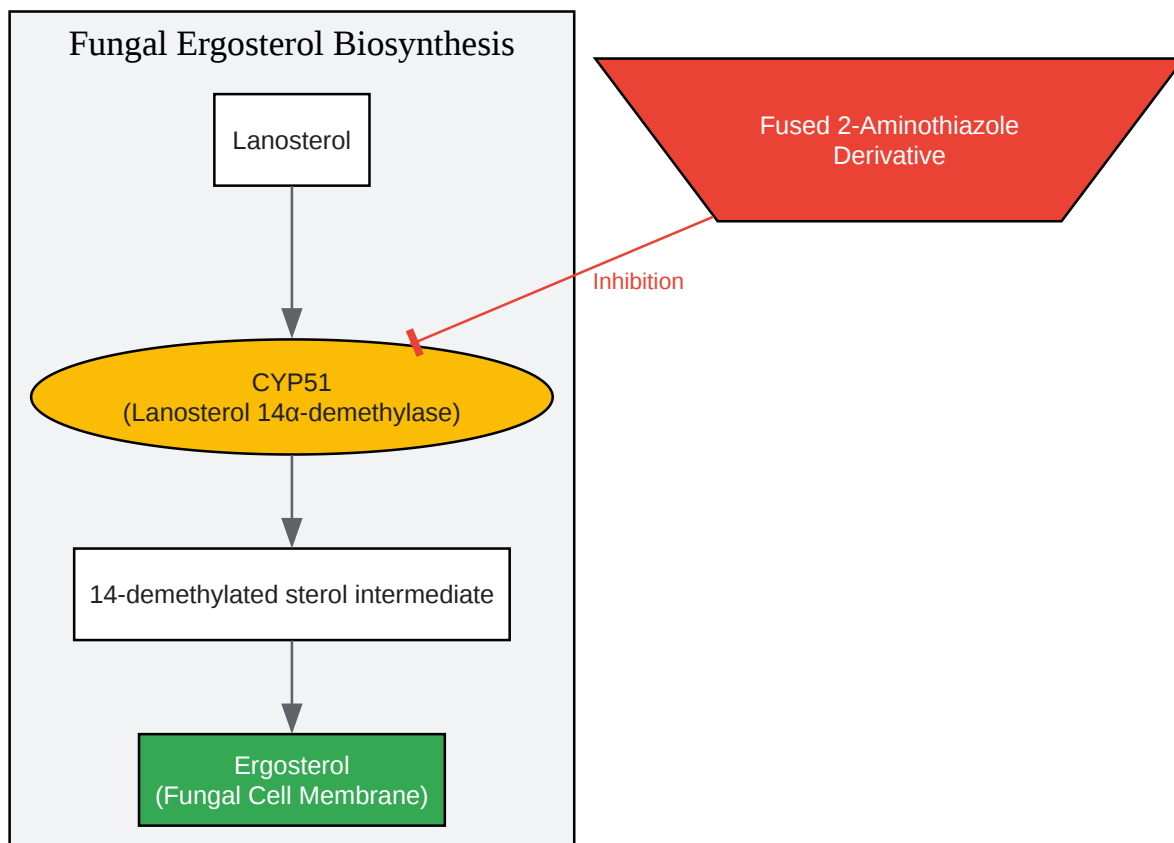 Fungal Ergosterol Biosynthesis
Lanosterol
Fused 2-Aminothiazole
Derivative
Inhibition
CYP51
(Lanosterol 14α-demethylase)
14-demethylated sterol intermediate
Ergosterol
(Fungal Cell Membrane)